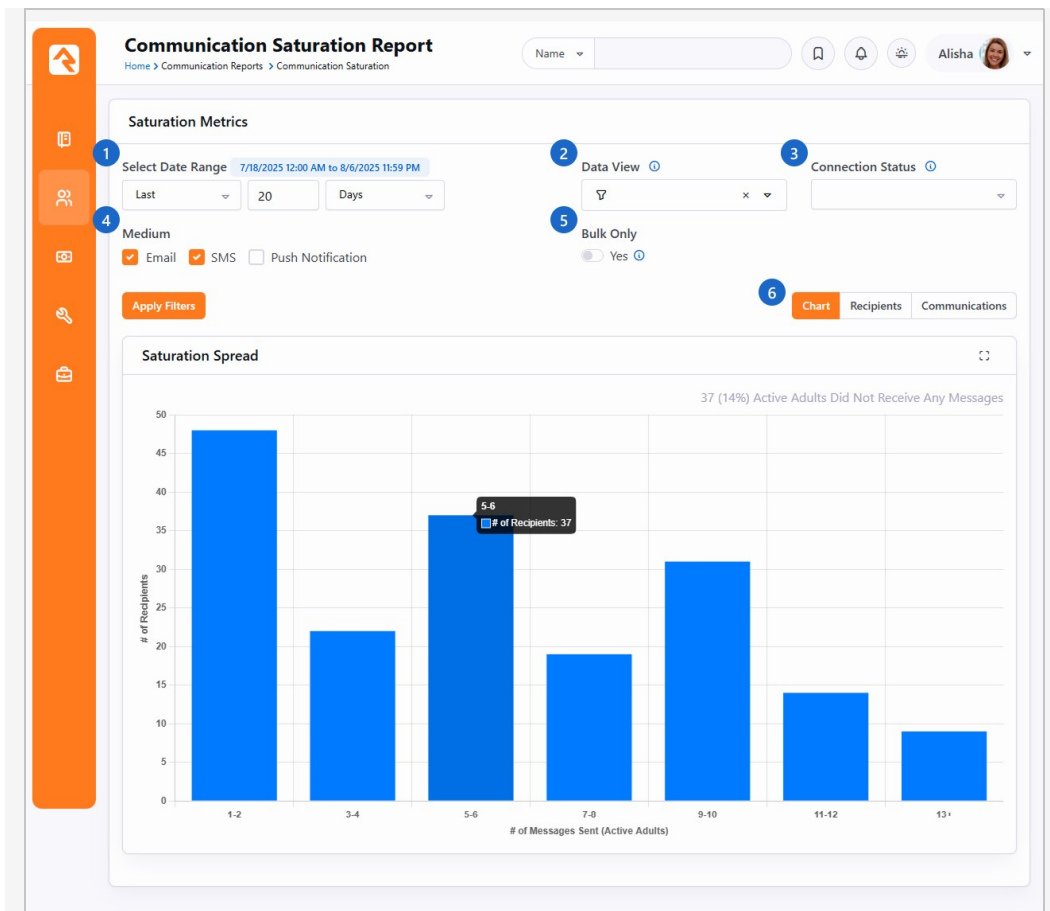 Communication Saturation Report
Home > Communication Reports > Communication Saturation
Name
Alisha
Saturation Metrics
1
Select Date Range 7/18/2025 12:00 AM to 8/6/2025 11:59 PM
Last 20 Days
2
Data View
3
Connection Status
4
Medium
Email SMS Push Notification
5
Bulk Only
Yes
Apply Filters
6
Chart Recipients Communications
Saturation Spread
37 (14%) Active Adults Did Not Receive Any Messages
50
45
40
35
30
25
20
15
10
5
0
# of Recipients
5-6
# of Recipients: 37
1-2 3-4 5-6 7-8 9-10 11-12 13+
# of Messages Sent (Active Adults)